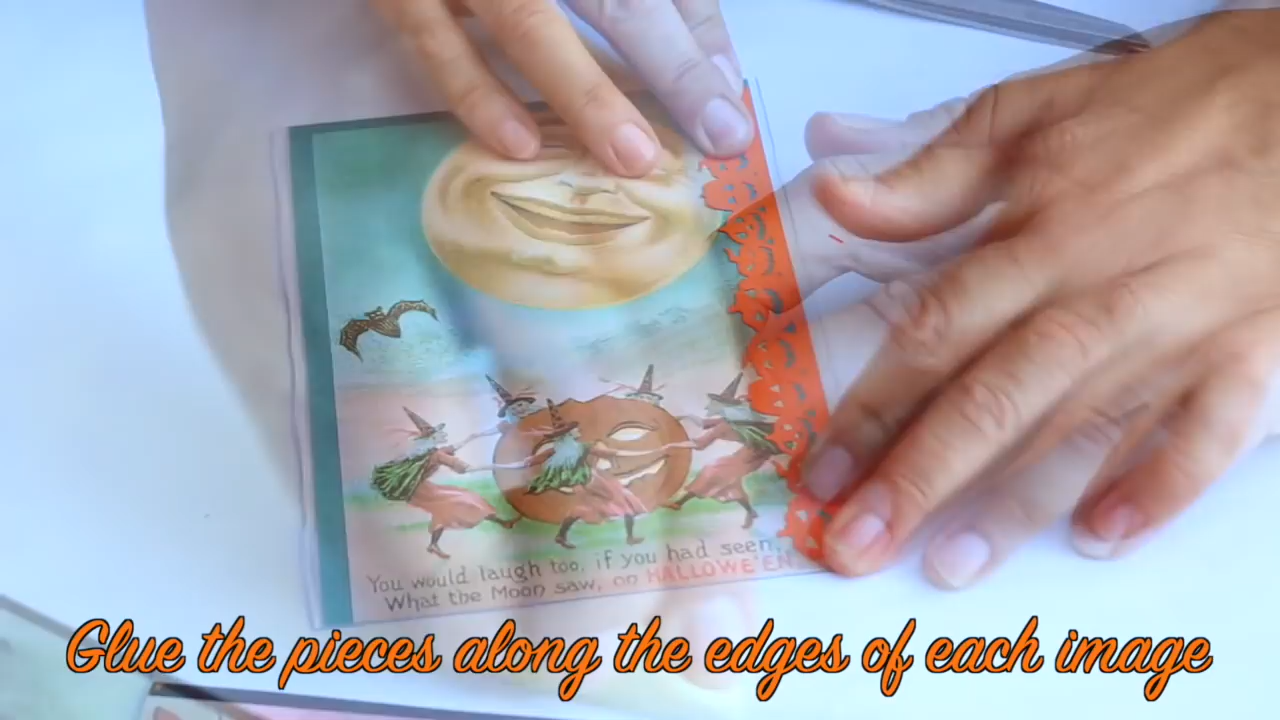 You would laugh too, if you had seen,
What the Moon saw, on HALLOWE'EN
Glue the pieces along the edges of each image